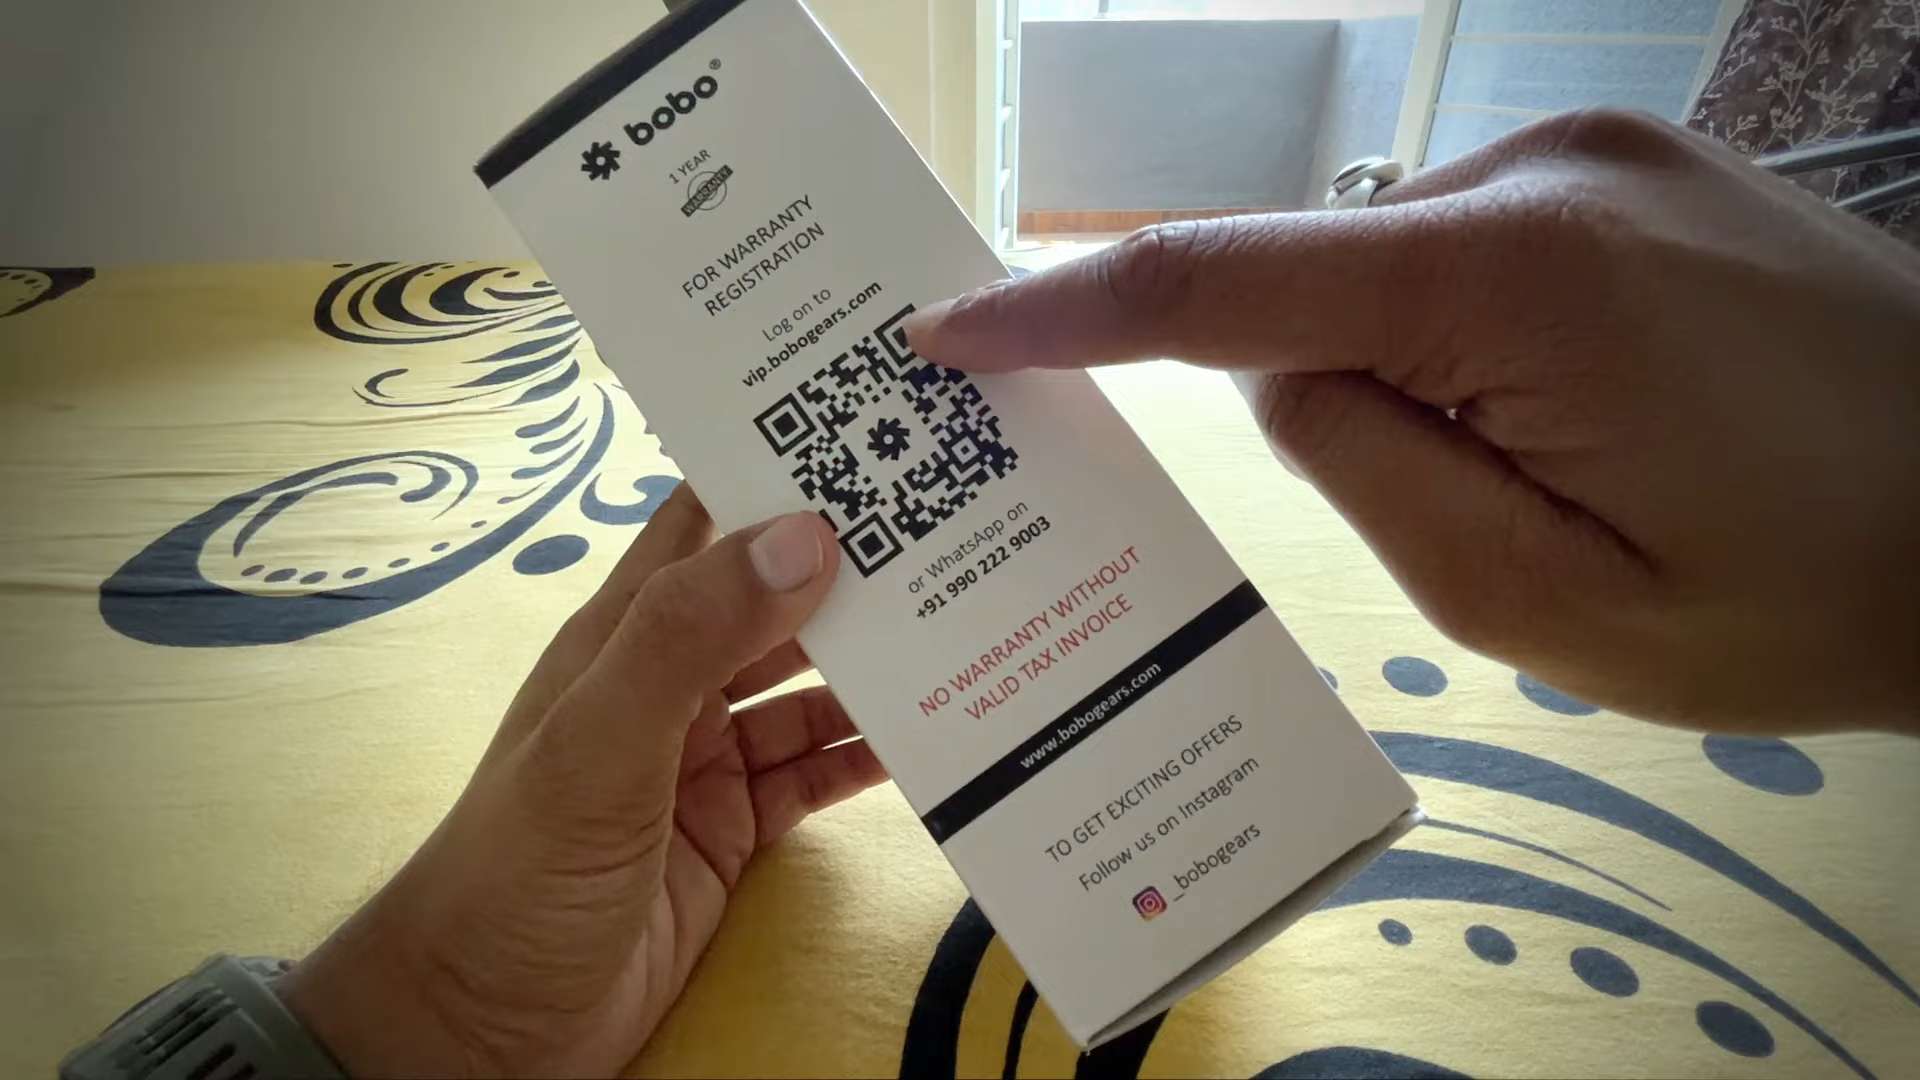 bobo®
1 YEAR
WARRANTY
FOR WARRANTY
REGISTRATION
Log on to
vip.bobogears.com
or WhatsApp on
+91 990 222 9003
NO WARRANTY WITHOUT
VALID TAX INVOICE
www.bobogears.com
TO GET EXCITING OFFERS
Follow us on Instagram
_bobogears